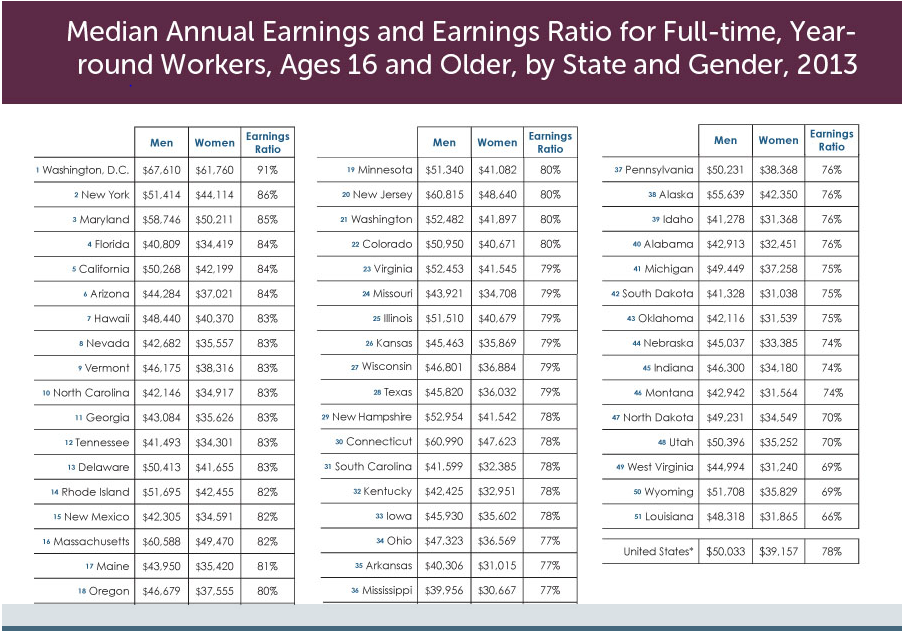 Median Annual Earnings and Earnings Ratio for Full-time, Year-
round Workers, Ages 16 and Older, by State and Gender, 2013
Men Women Earnings
Ratio
1 Washington, D.C. $67,610 $61,760 91%
2 New York $51,414 $44,114 86%
3 Maryland $58,746 $50,211 85%
4 Florida $40,809 $34,419 84%
5 California $50,268 $42,199 84%
6 Arizona $44,284 $37,021 84%
7 Hawaii $48,440 $40,370 83%
8 Nevada $42,682 $35,557 83%
9 Vermont $46,175 $38,316 83%
10 North Carolina $42,146 $34,917 83%
11 Georgia $43,084 $35,626 83%
12 Tennessee $41,493 $34,301 83%
13 Delaware $50,413 $41,655 83%
14 Rhode Island $51,695 $42,455 82%
15 New Mexico $42,305 $34,591 82%
16 Massachusetts $60,588 $49,470 82%
17 Maine $43,950 $35,420 81%
18 Oregon $46,679 $37,555 80%
Men Women Earnings
Ratio
19 Minnesota $51,340 $41,082 80%
20 New Jersey $60,815 $48,640 80%
21 Washington $52,482 $41,897 80%
22 Colorado $50,950 $40,671 80%
23 Virginia $52,453 $41,545 79%
24 Missouri $43,921 $34,708 79%
25 Illinois $51,510 $40,679 79%
26 Kansas $45,463 $35,869 79%
27 Wisconsin $46,801 $36,884 79%
28 Texas $45,820 $36,032 79%
29 New Hampshire $52,954 $41,542 78%
30 Connecticut $60,990 $47,623 78%
31 South Carolina $41,599 $32,385 78%
32 Kentucky $42,425 $32,951 78%
33 Iowa $45,930 $35,602 78%
34 Ohio $47,323 $36,569 77%
35 Arkansas $40,306 $31,015 77%
36 Mississippi $39,956 $30,667 77%
Men Women Earnings
Ratio
37 Pennsylvania $50,231 $38,368 76%
38 Alaska $55,639 $42,350 76%
39 Idaho $41,278 $31,368 76%
40 Alabama $42,913 $32,451 76%
41 Michigan $49,449 $37,258 75%
42 South Dakota $41,328 $31,038 75%
43 Oklahoma $42,116 $31,539 75%
44 Nebraska $45,037 $33,385 74%
45 Indiana $46,300 $34,180 74%
46 Montana $42,942 $31,564 74%
47 North Dakota $49,231 $34,549 70%
48 Utah $50,396 $35,252 70%
49 West Virginia $44,994 $31,240 69%
50 Wyoming $51,708 $35,829 69%
51 Louisiana $48,318 $31,865 66%
United States* $50,033 $39,157 78%